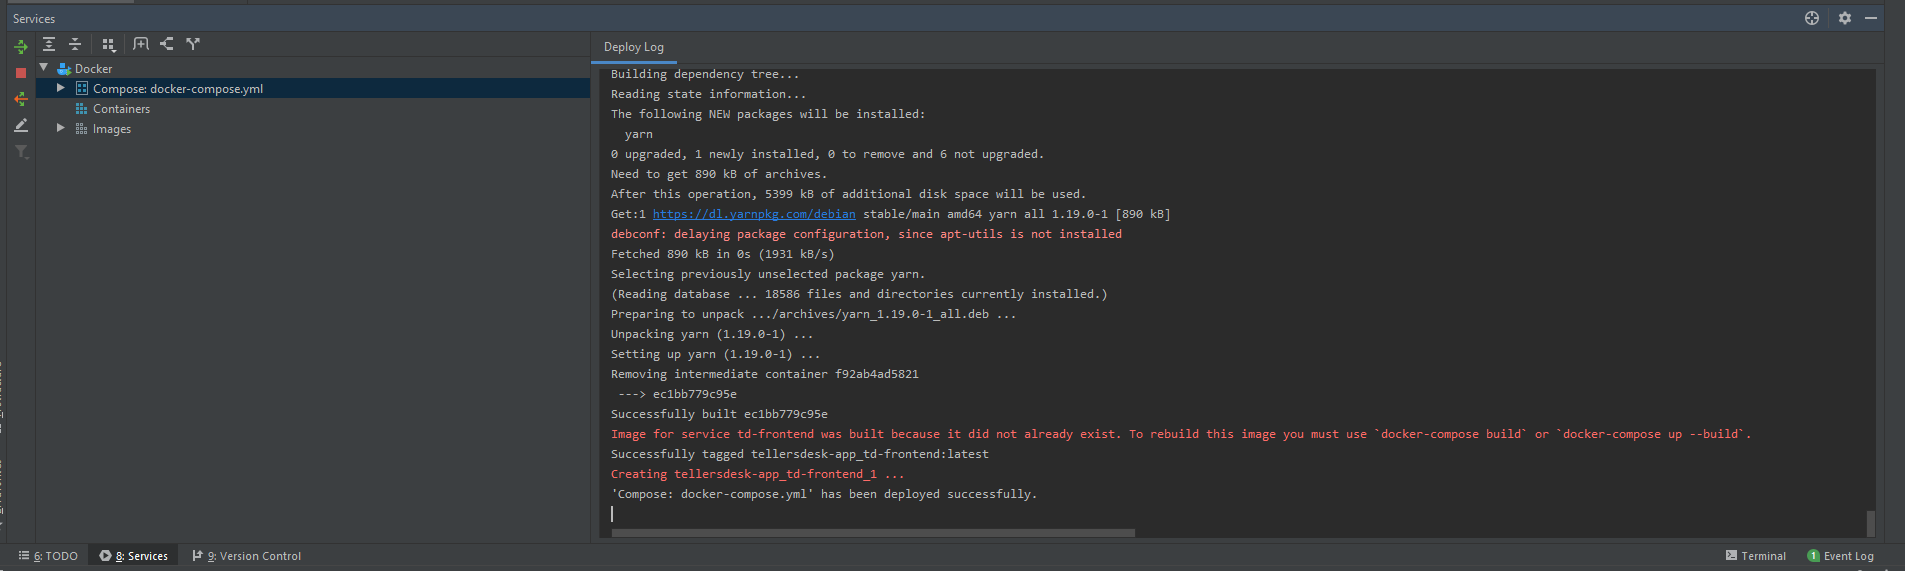 Services
Deploy Log
Docker
Compose: docker-compose.yml
Containers
Images
Building dependency tree...
Reading state information...
The following NEW packages will be installed:
yarn
0 upgraded, 1 newly installed, 0 to remove and 6 not upgraded.
Need to get 890 kB of archives.
After this operation, 5399 kB of additional disk space will be used.
Get:1 https://dl.yarnpkg.com/debian stable/main amd64 yarn all 1.19.0-1 [890 kB]
debconf: delaying package configuration, since apt-utils is not installed
Fetched 890 kB in 0s (1931 kB/s)
Selecting previously unselected package yarn.
(Reading database ... 18586 files and directories currently installed.)
Preparing to unpack .../archives/yarn_1.19.0-1_all.deb ...
Unpacking yarn (1.19.0-1) ...
Setting up yarn (1.19.0-1) ...
Removing intermediate container f92ab4ad5821
---> ec1bb779c95e
Successfully built ec1bb779c95e
Image for service td-frontend was built because it did not already exist. To rebuild this image you must use `docker-compose build` or `docker-compose up --build`.
Successfully tagged tellersdesk-app_td-frontend:latest
Creating tellersdesk-app_td-frontend_1 ...
'Compose: docker-compose.yml' has been deployed successfully.
6: TODO
8: Services
9: Version Control
Terminal
1 Event Log